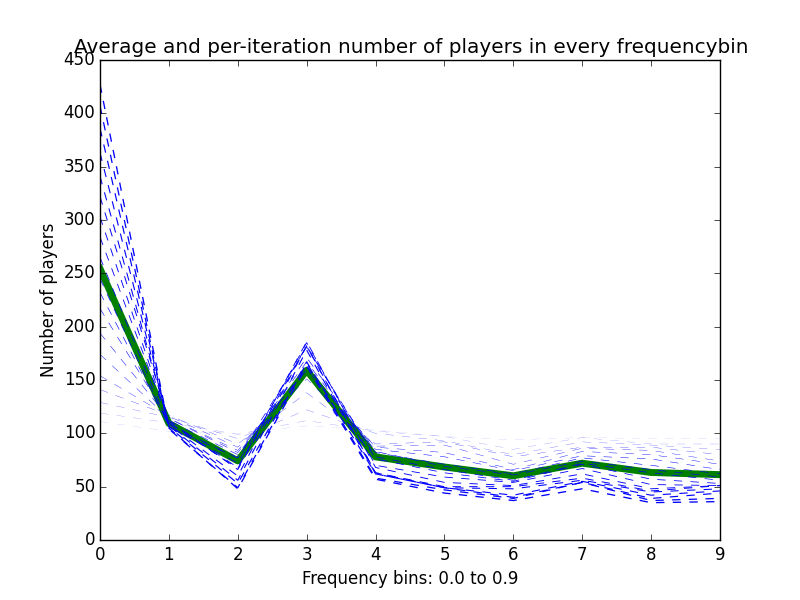 Average and per-iteration number of players in every frequencybin
450
400
350
300
250
200
150
100
50
0
Number of players
0 1 2 3 4 5 6 7 8 9
Frequency bins: 0.0 to 0.9